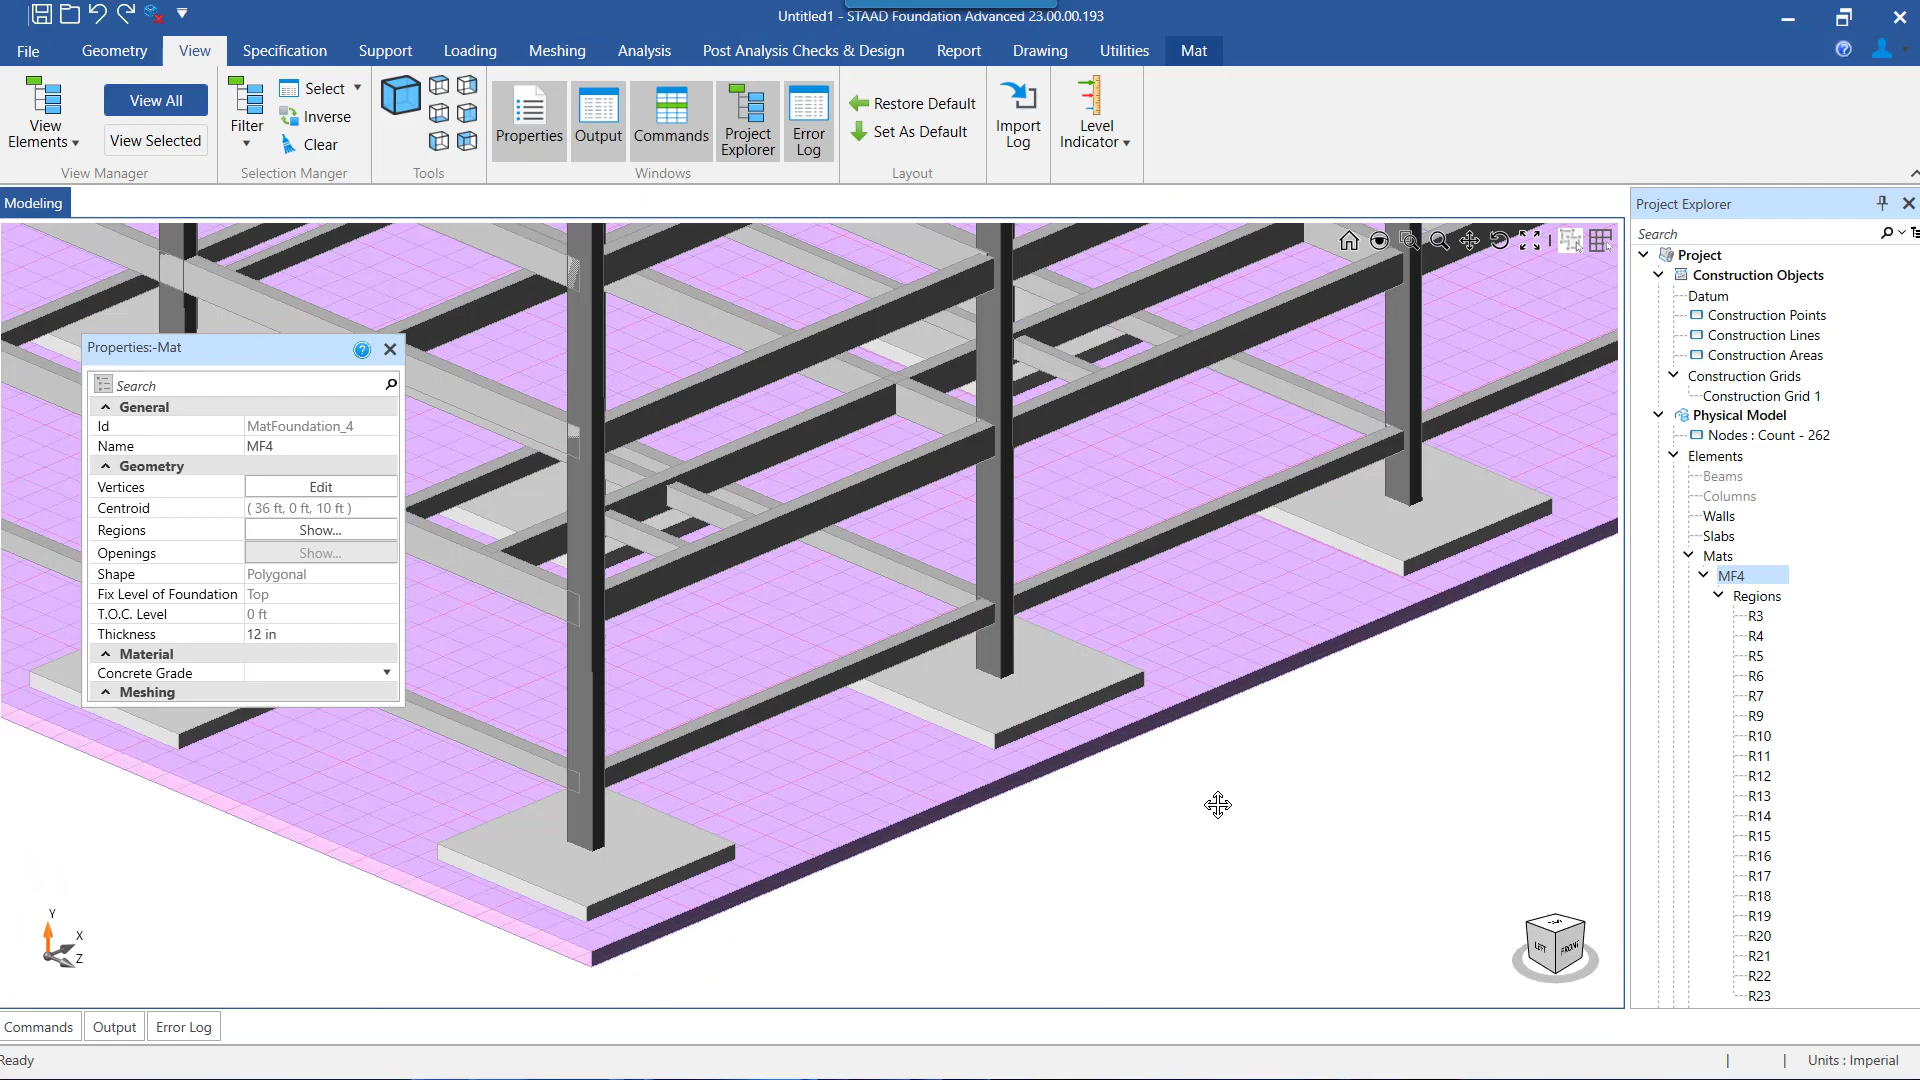 Untitled1 - STAAD Foundation Advanced 23.00.00.193
File Geometry View Specification Support Loading Meshing Analysis Post Analysis Checks & Design Report Drawing Utilities Mat
View Elements
View All
View Selected
View Manager
Filter
Select
Inverse
Clear
Selection Manger
Tools
Properties
Output
Commands
Project Explorer
Error Log
Windows
Restore Default
Set As Default
Layout
Import Log
Level Indicator
Modeling
Properties:-Mat
Search
General
Id MatFoundation_4
Name MF4
Geometry
Vertices Edit
Centroid ( 36 ft, 0 ft, 10 ft )
Regions Show...
Openings Show...
Shape Polygonal
Fix Level of Foundation Top
T.O.C. Level 0 ft
Thickness 12 in
Material
Concrete Grade
Meshing
Y
X
Z
LEFT
FRONT
Project Explorer
Search
Project
Construction Objects
Datum
Construction Points
Construction Lines
Construction Areas
Construction Grids
Construction Grid 1
Physical Model
Nodes : Count - 262
Elements
Beams
Columns
Walls
Slabs
Mats
MF4
Regions
R3
R4
R5
R6
R7
R9
R10
R11
R12
R13
R14
R15
R16
R17
R18
R19
R20
R21
R22
R23
Commands Output Error Log
Ready
Units : Imperial